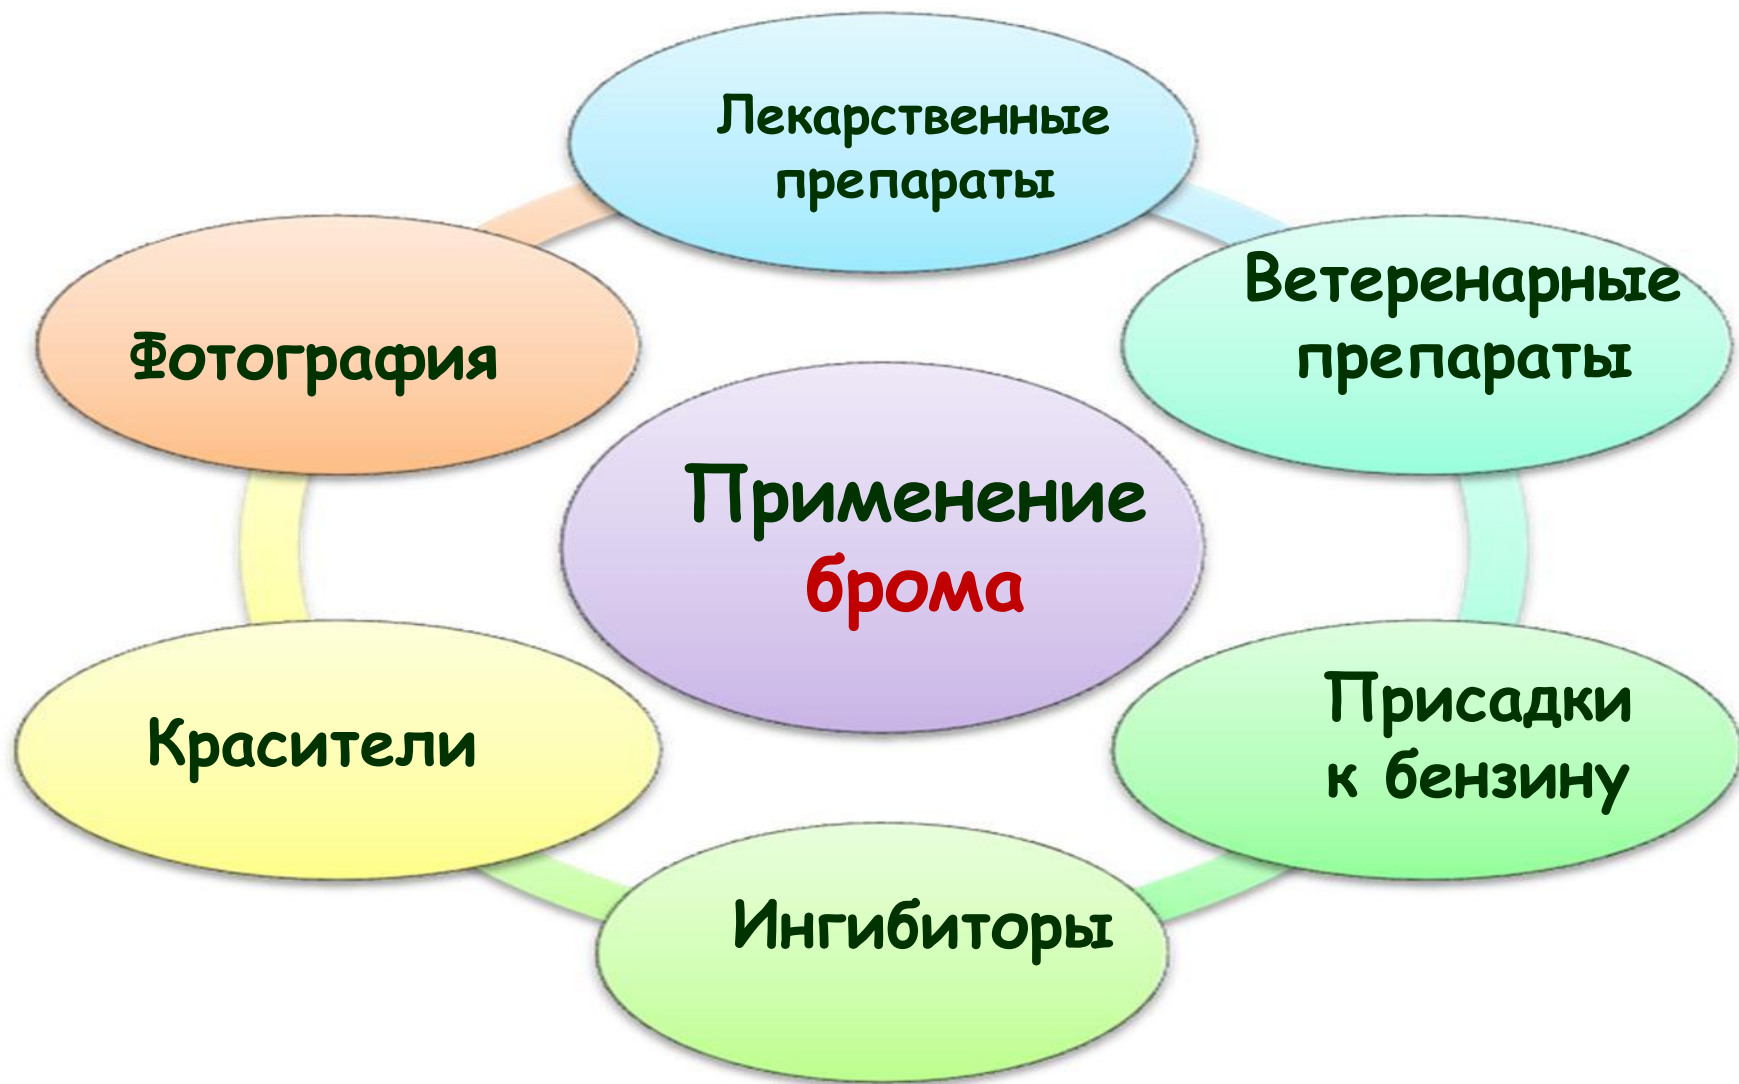 Лекарственные
препараты
Ветеренарные
препараты
Фотография
Применение
брома
Присадки
к бензину
Красители
Ингибиторы